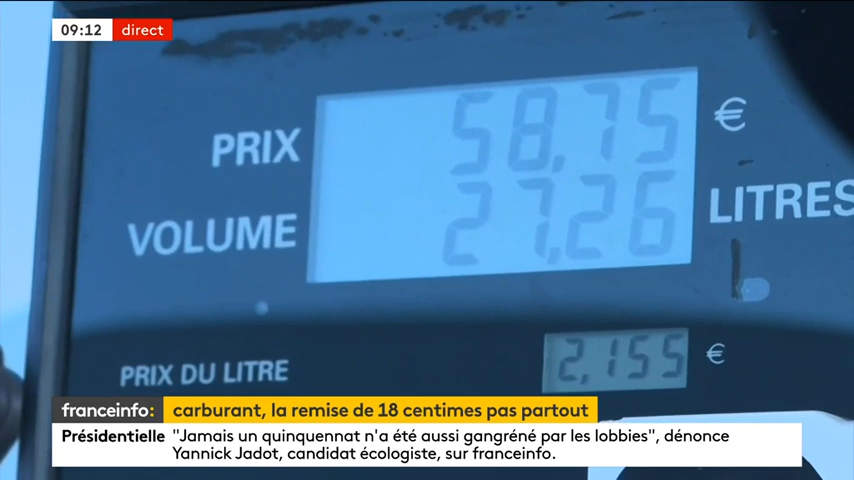 09:12 direct
PRIX 58,75 €
VOLUME 27,26 LITRES
PRIX DU LITRE 2,155 €
franceinfo: carburant, la remise de 18 centimes pas partout
Présidentielle "Jamais un quinquennat n'a été aussi gangréné par les lobbies", dénonce
Yannick Jadot, candidat écologiste, sur franceinfo.